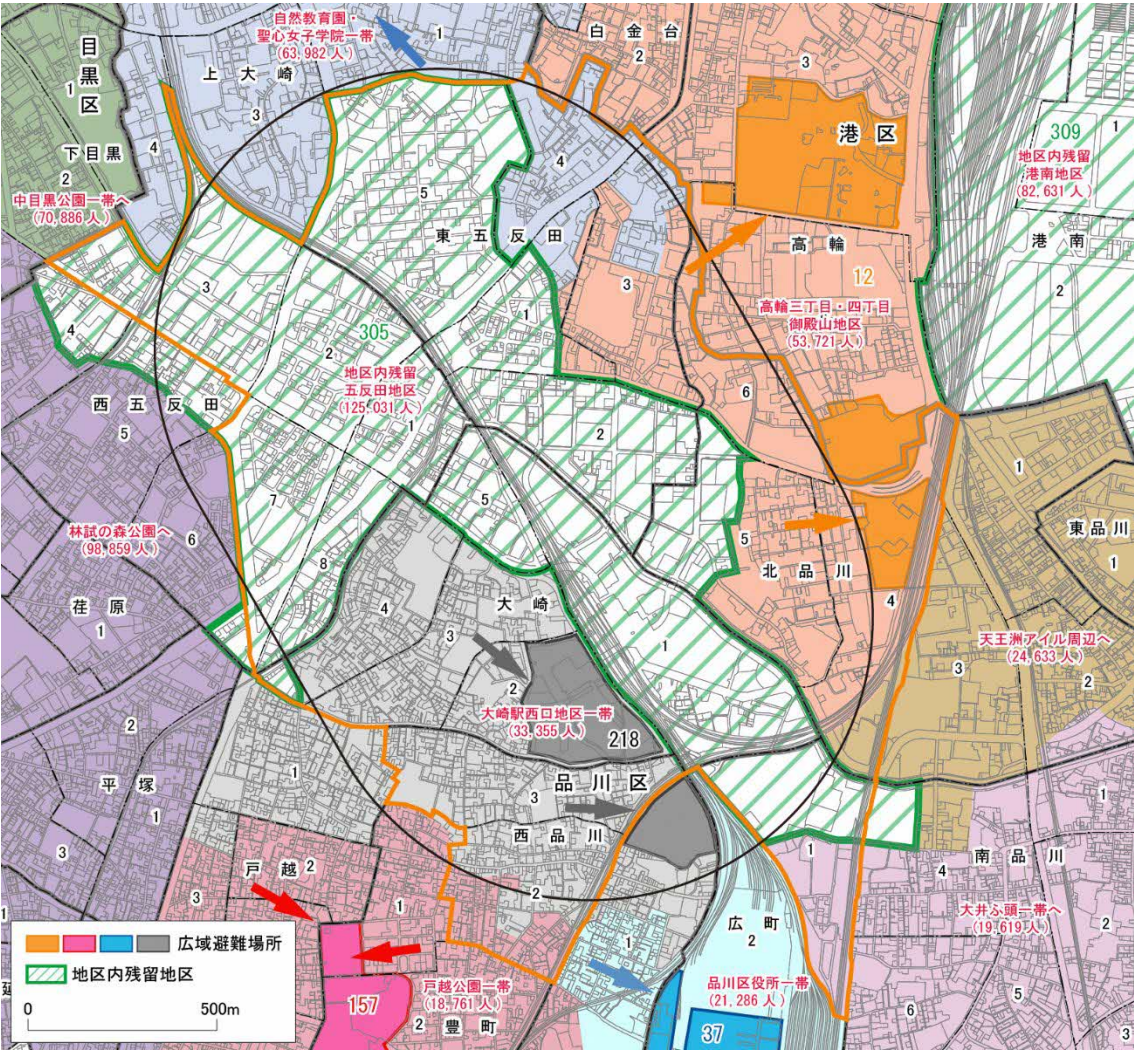 自然教育園・
聖心女子学院一帯
(63,982人)
1
白金台
2
3
目黒区
1
上大崎
3
4
下目黒
2
中目黒公園一帯へ
(70,886人)
港区
309
1
地区内残留
港南地区
(82,631人)
港南
2
5
4
東五反田
高輪
12
3
3
高輪三丁目・四丁目
御殿山地区
(53,721人)
4
305
2
1
地区内残留
五反田地区
(125,031人)
1
6
西五反田
5
2
7
5
1
林試の森公園へ
(98,859人)
6
8
5
北品川
東品川
1
荏原
1
4
大崎
3
4
2
1
3
天王洲アイル周辺へ
(24,633人)
2
大崎駅西口地区一帯
(33,355人)
218
2
平塚
1
3
1
品川区
3
西品川
1
戸越
2
3
1
2
1
4
南品川
広町
2
1
2
大井ふ頭一帯へ
(19,619人)
広域避難場所
地区内残留地区
0
500m
157
戸越公園一帯
(18,761人)
2
豊町
品川区役所一帯
(21,286人)
37
6
5
3
1
延